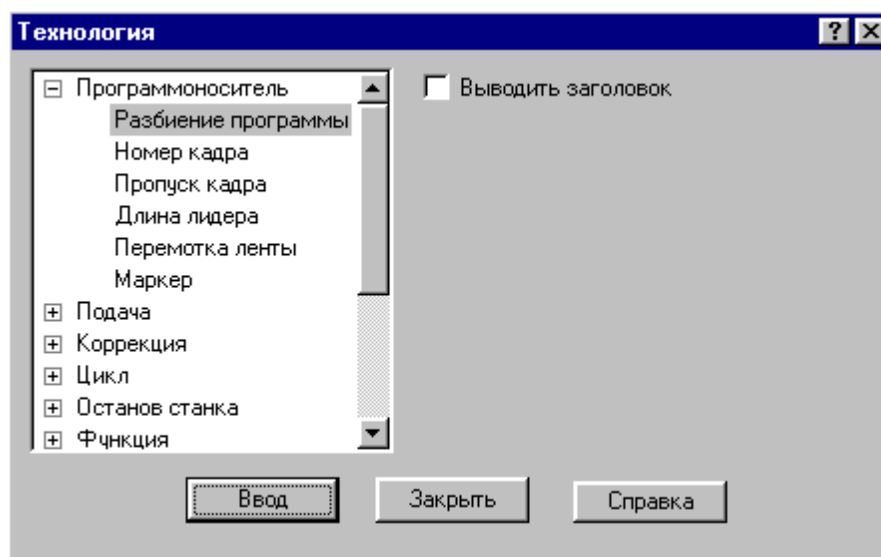 Технология
Программоноситель
Разбиение программы
Номер кадра
Пропуск кадра
Длина лидера
Перемотка ленты
Маркер
Подача
Коррекция
Цикл
Останов станка
Функция
Выводить заголовок
Ввод
Закрыть
Справка